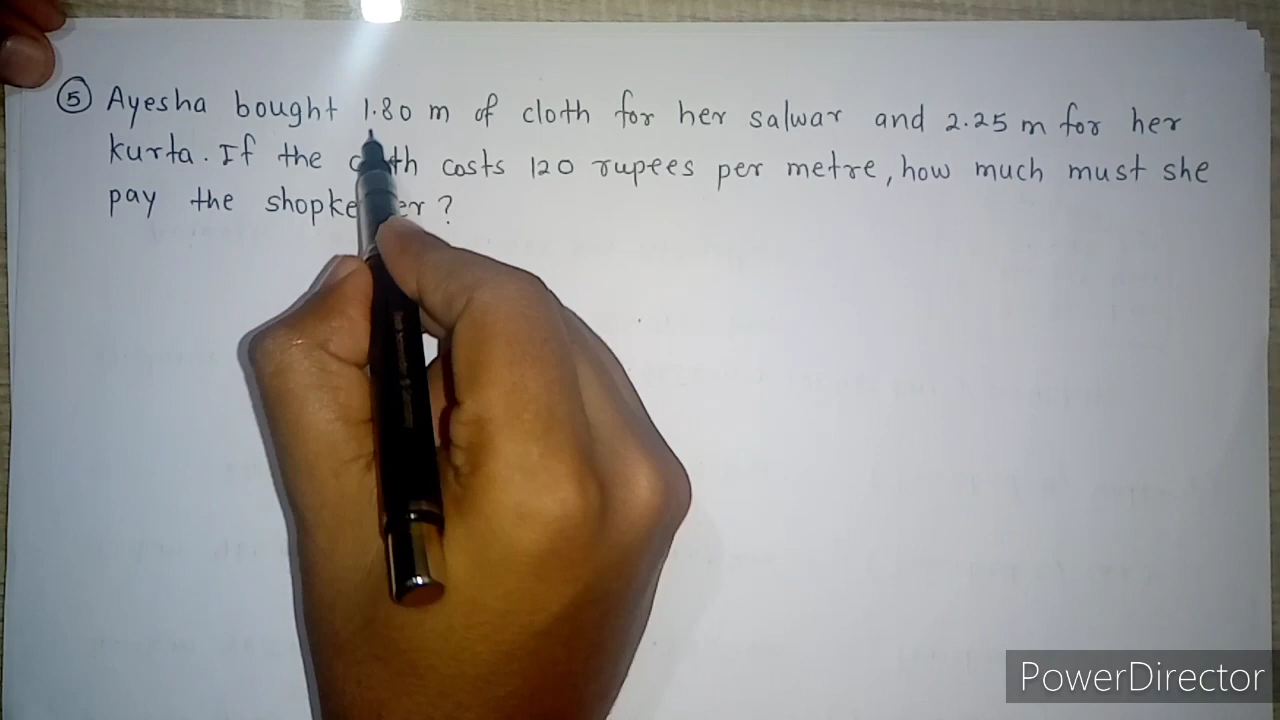 5 Ayesha bought 1.80 m of cloth for her salwar and 2.25 m for her
kurta. If the costs 120 rupees per metre, how much must she
pay the ?
PowerDirector